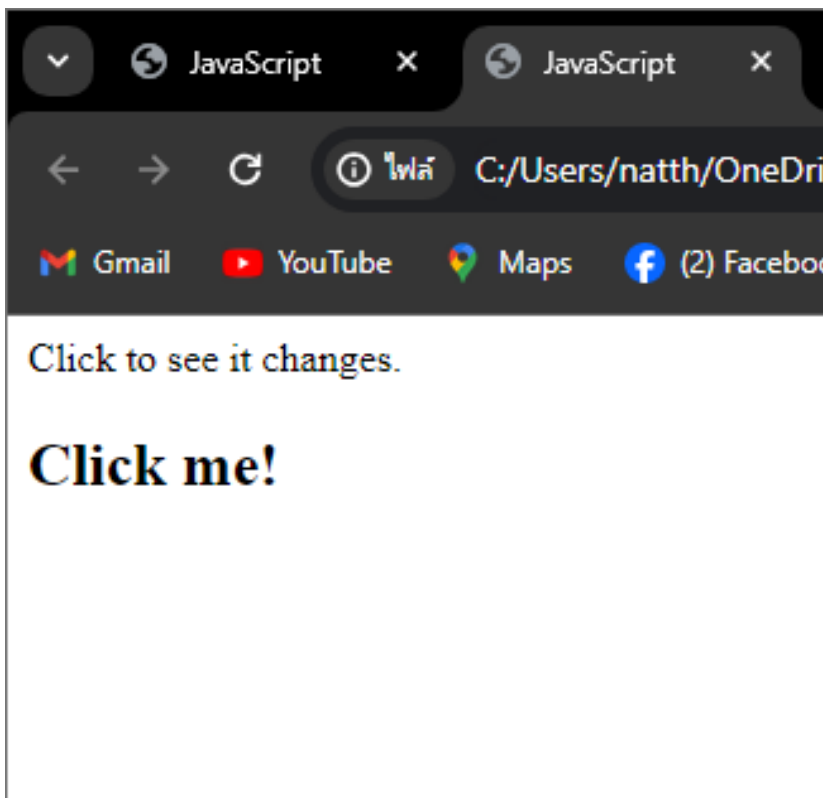 JavaScript JavaScript
ไฟล์ C:/Users/natth/OneDri
Gmail YouTube Maps (2) Faceboo
Click to see it changes.
Click me!